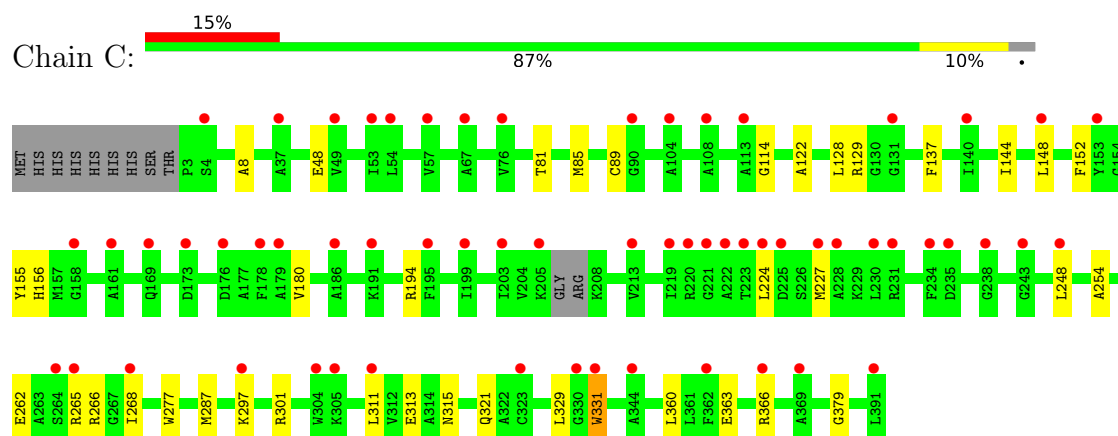 15%
Chain C:
87%
10%
•
MET HIS HIS HIS HIS HIS HIS SER THR P3 S4 A8 A37 E48 V49 I53 L54 V57 A67 V76 T81 M85 C89 G90 A104 A108 A113 G114 A122 L128 R129 G130 G131 F137 I140 I144 L148 F152 Y153 G154
Y155 H156 M157 G158 A161 Q169 D173 D176 A177 F178 A179 V180 A186 K191 R194 F195 I199 I203 V204 K205 GLY ARG K208 V213 I219 R220 G221 A222 T223 L224 D225 S226 M227 A228 K229 L230 R231 F234 D235 G238 G243 L248 A254
E262 A263 S264 R265 R266 G267 I268 W277 M287 K297 R301 W304 K305 L311 V312 E313 A314 N315 Q321 A322 C323 L329 G330 W331 A344 L360 L361 F362 E363 R366 A369 G379 L391